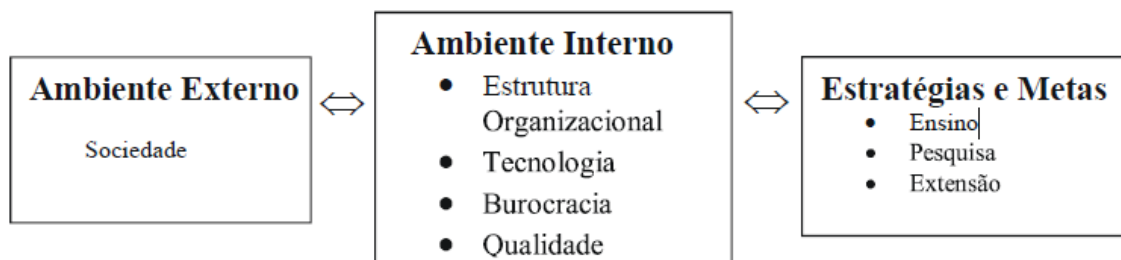 Ambiente Externo
Sociedade
Ambiente Interno
• Estrutura
Organizacional
• Tecnologia
• Burocracia
• Qualidade
Estratégias e Metas
• Ensino
• Pesquisa
• Extensão